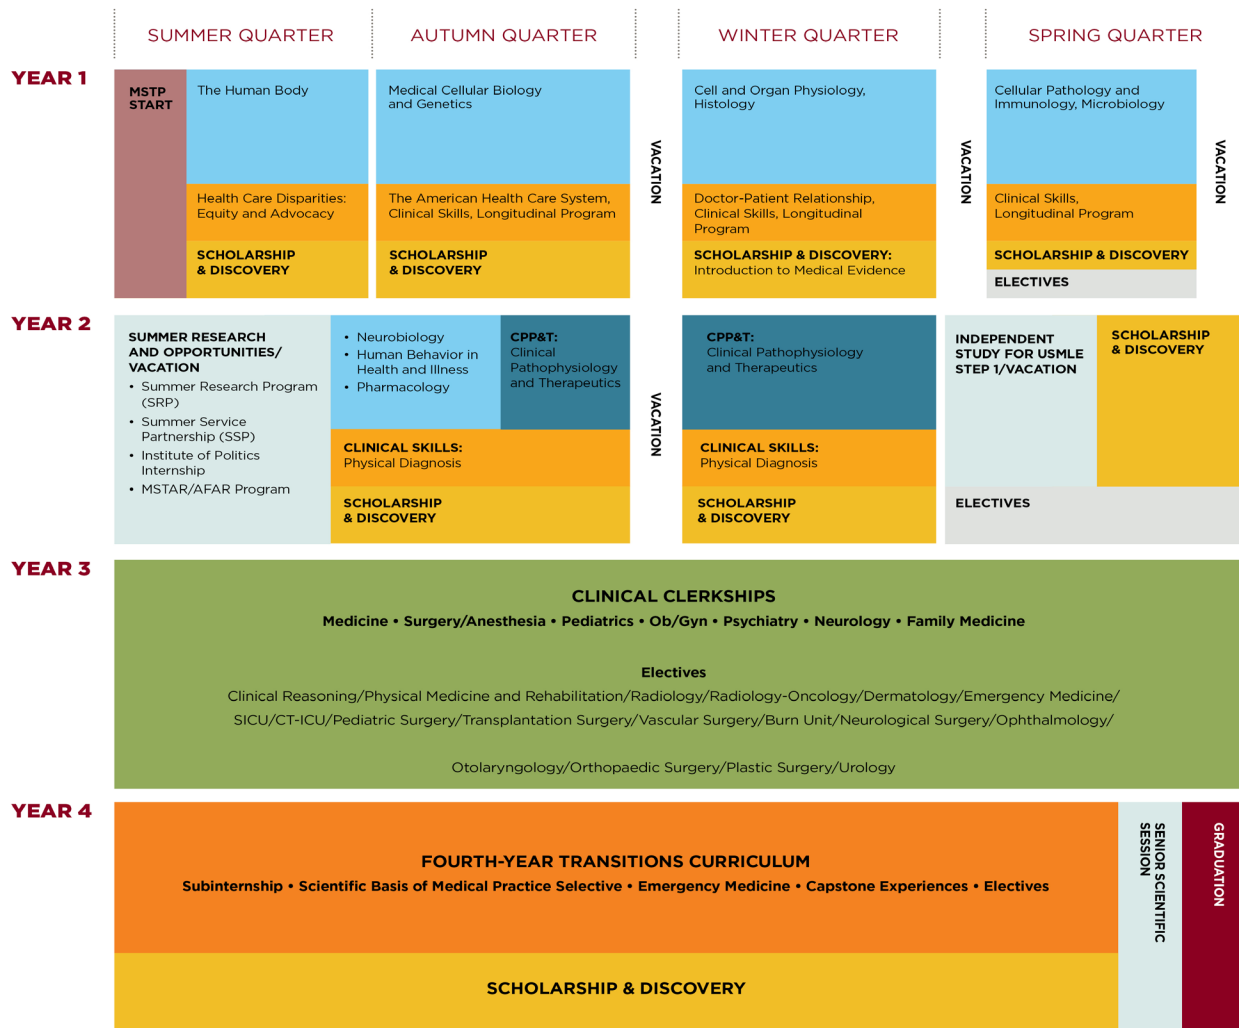 SUMMER QUARTER
AUTUMN QUARTER
WINTER QUARTER
SPRING QUARTER
YEAR 1
MSTP
START
The Human Body
Health Care Disparities:
Equity and Advocacy
SCHOLARSHIP
& DISCOVERY
Medical Cellular Biology
and Genetics
The American Health Care System,
Clinical Skills, Longitudinal Program
SCHOLARSHIP
& DISCOVERY
VACATION
Cell and Organ Physiology,
Histology
Doctor-Patient Relationship,
Clinical Skills, Longitudinal
Program
SCHOLARSHIP & DISCOVERY:
Introduction to Medical Evidence
VACATION
Cellular Pathology and
Immunology, Microbiology
Clinical Skills,
Longitudinal Program
SCHOLARSHIP & DISCOVERY
ELECTIVES
VACATION
YEAR 2
SUMMER RESEARCH
AND OPPORTUNITIES/
VACATION
• Summer Research Program
(SRP)
• Summer Service
Partnership (SSP)
• Institute of Politics
Internship
• MSTAR/AFAR Program
• Neurobiology
• Human Behavior in
Health and Illness
• Pharmacology
CPP&T:
Clinical
Pathophysiology
and Therapeutics
CLINICAL SKILLS:
Physical Diagnosis
SCHOLARSHIP
& DISCOVERY
VACATION
CPP&T:
Clinical Pathophysiology
and Therapeutics
CLINICAL SKILLS:
Physical Diagnosis
SCHOLARSHIP
& DISCOVERY
INDEPENDENT
STUDY FOR USMLE
STEP 1/VACATION
SCHOLARSHIP
& DISCOVERY
ELECTIVES
YEAR 3
CLINICAL CLERKSHIPS
Medicine • Surgery/Anesthesia • Pediatrics • Ob/Gyn • Psychiatry • Neurology • Family Medicine
Electives
Clinical Reasoning/Physical Medicine and Rehabilitation/Radiology/Radiology-Oncology/Dermatology/Emergency Medicine/
SICU/CT-ICU/Pediatric Surgery/Transplantation Surgery/Vascular Surgery/Burn Unit/Neurological Surgery/Ophthalmology/
Otolaryngology/Orthopaedic Surgery/Plastic Surgery/Urology
YEAR 4
FOURTH-YEAR TRANSITIONS CURRICULUM
Subinternship • Scientific Basis of Medical Practice Selective • Emergency Medicine • Capstone Experiences • Electives
SCHOLARSHIP & DISCOVERY
SENIOR SCIENTIFIC
SESSION
GRADUATION